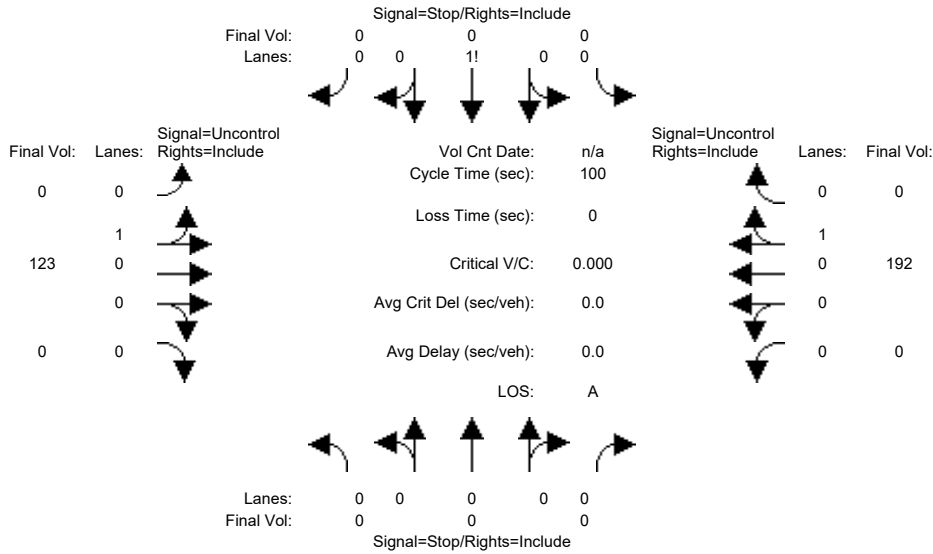 Signal=Stop/Rights=Include
Final Vol: 0 0 0
Lanes: 0 0 1! 0 0
Signal=Uncontrol
Final Vol: Lanes: Rights=Include
Vol Cnt Date: n/a
Signal=Uncontrol
Rights=Include Lanes: Final Vol:
Cycle Time (sec): 100
0 0
0 0
Loss Time (sec): 0
1
1
123 0
Critical V/C: 0.000
0 192
0
Avg Crit Del (sec/veh): 0.0
0
0 0
Avg Delay (sec/veh): 0.0
0 0
LOS: A
Lanes: 0 0 0 0 0
Final Vol: 0 0 0
Signal=Stop/Rights=Include